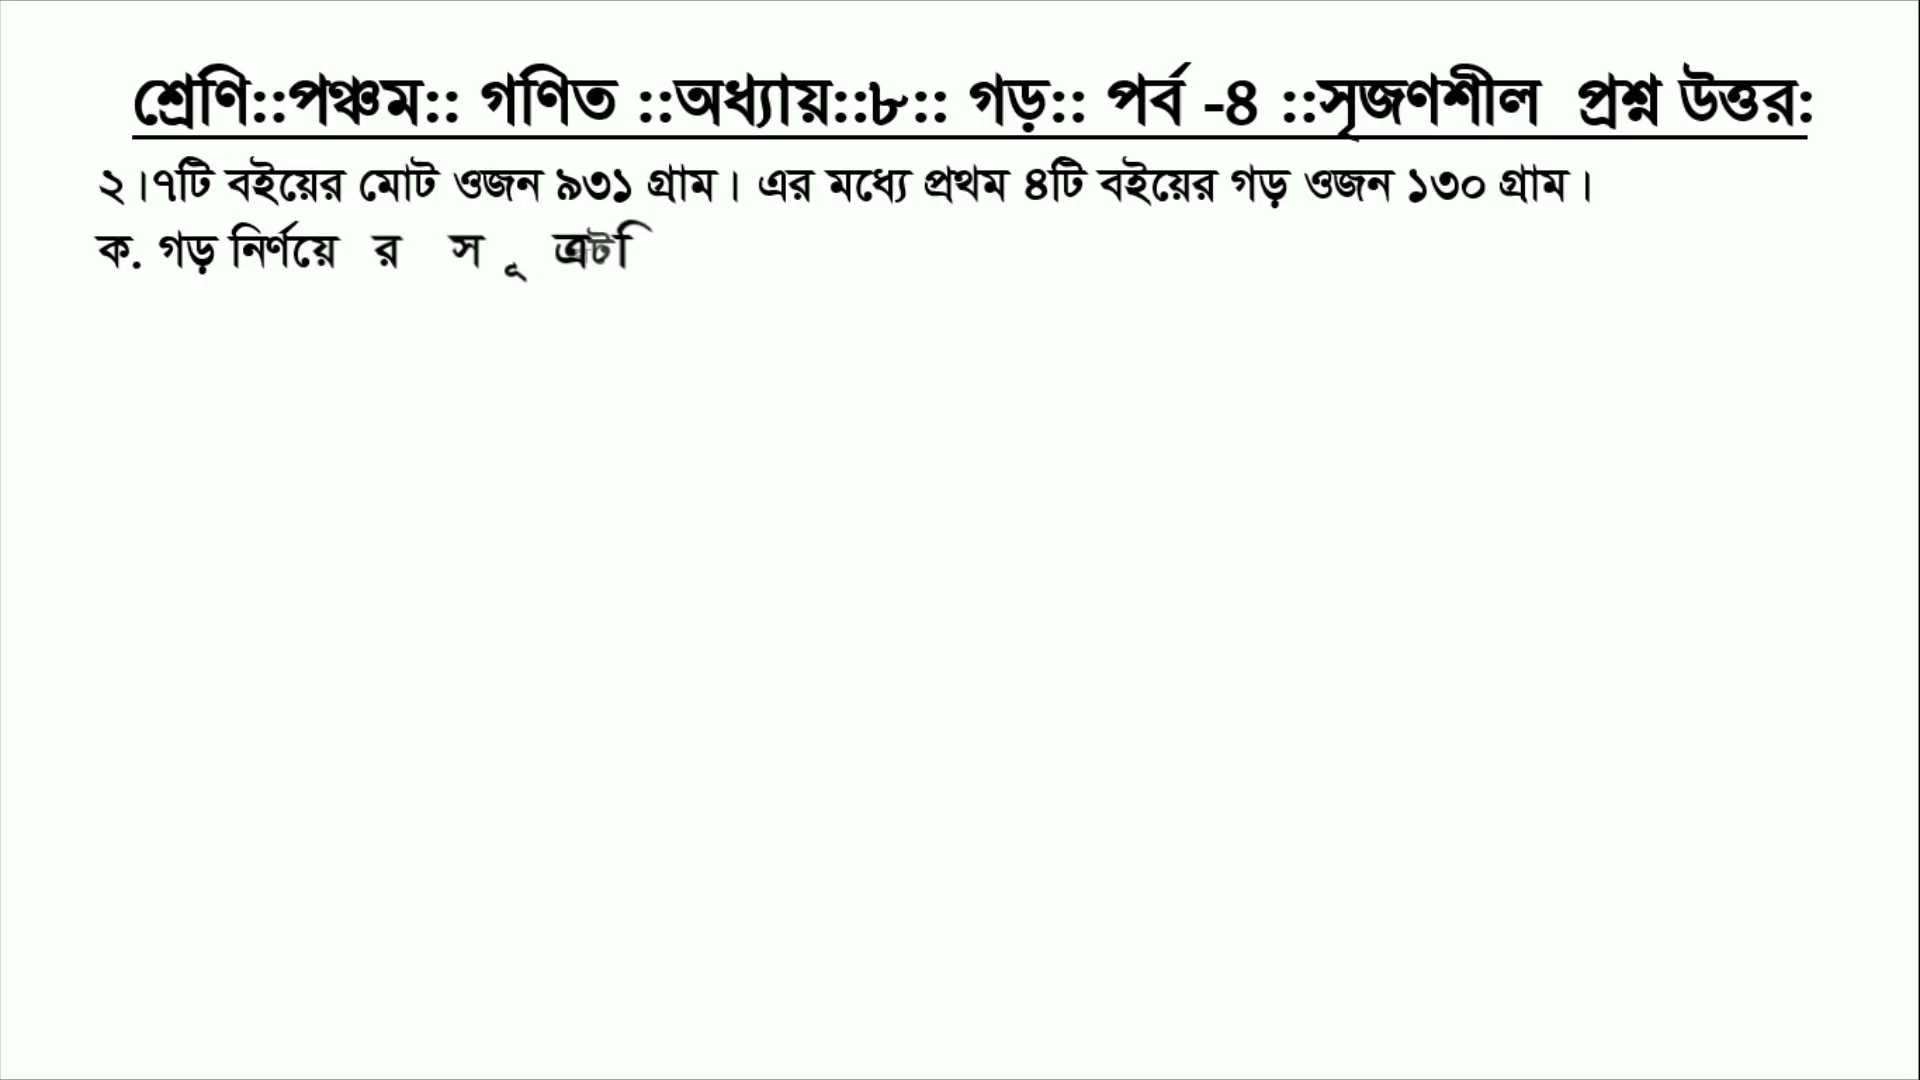 শ্রেণি::পঞ্চম:: গণিত ::অধ্যায়::৮:: গড়:: পর্ব -৪ ::সৃজণশীল প্রশ্ন উত্তর:
২।৭টি বইয়ের মোট ওজন ৯৩১ গ্রাম। এর মধ্যে প্রথম ৪টি বইয়ের গড় ওজন ১৩০ গ্রাম।
ক. গড় নির্ণয়ের সূত্রটি